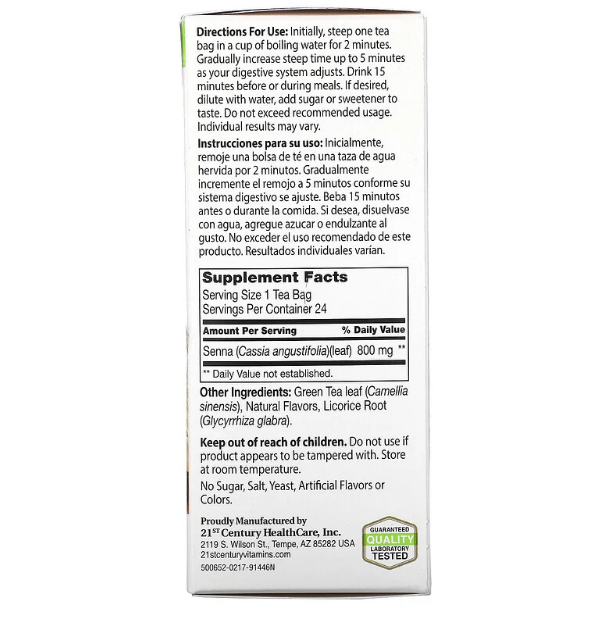 Directions For Use: Initially, steep one tea
bag in a cup of boiling water for 2 minutes.
Gradually increase steep time up to 5 minutes
as your digestive system adjusts. Drink 15
minutes before or during meals. If desired,
dilute with water, add sugar or sweetener to
taste. Do not exceed recommended usage.
Individual results may vary.
Instrucciones para su uso: Inicialmente,
remoje una bolsa de té en una taza de agua
hervida por 2 minutos. Gradualmente
incremente el remojo a 5 minutos conforme su
sistema digestivo se ajuste. Beba 15 minutos
antes o durante la comida. Si desea, disuelvase
con agua, agregue azucar o endulzante al
gusto. No exceder el uso recomendado de este
producto. Resultados individuales varían.
Supplement Facts
Serving Size 1 Tea Bag
Servings Per Container 24
Amount Per Serving % Daily Value
Senna (Cassia angustifolia)(leaf) 800 mg **
** Daily Value not established.
Other Ingredients: Green Tea leaf (Camellia
sinensis), Natural Flavors, Licorice Root
(Glycyrrhiza glabra).
Keep out of reach of children. Do not use if
product appears to be tampered with. Store
at room temperature.
No Sugar, Salt, Yeast, Artificial Flavors or
Colors.
Proudly Manufactured by
21ST Century HealthCare, Inc.
2119 S. Wilson St., Tempe, AZ 85282 USA
21stcenturyvitamins.com
500652-0217-91446N
GUARANTEED
QUALITY
LABORATORY
TESTED